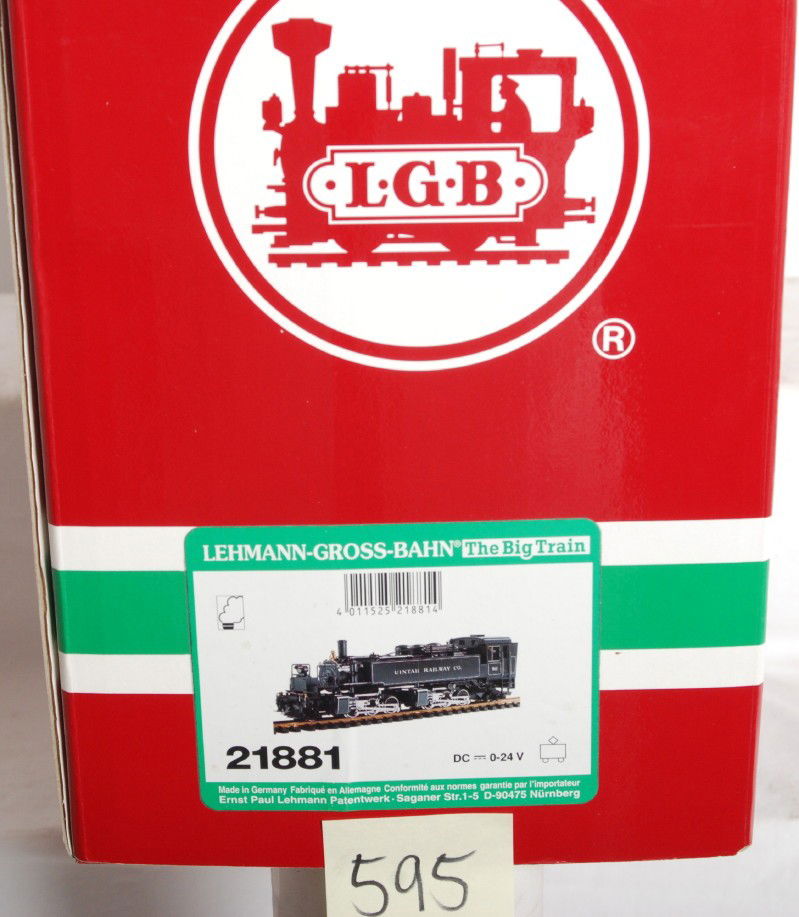 L·G·B
®
LEHMANN-GROSS-BAHN® The Big Train
4 011525 218814
UINTAH RAILWAY CO.
21881
DC ⎓ 0-24 V
Made in Germany Fabriqué en Allemagne Conformité aux normes garantie par l'importateur
Ernst Paul Lehmann Patentwerk · Saganer Str.1-5 D-90475 Nürnberg
595